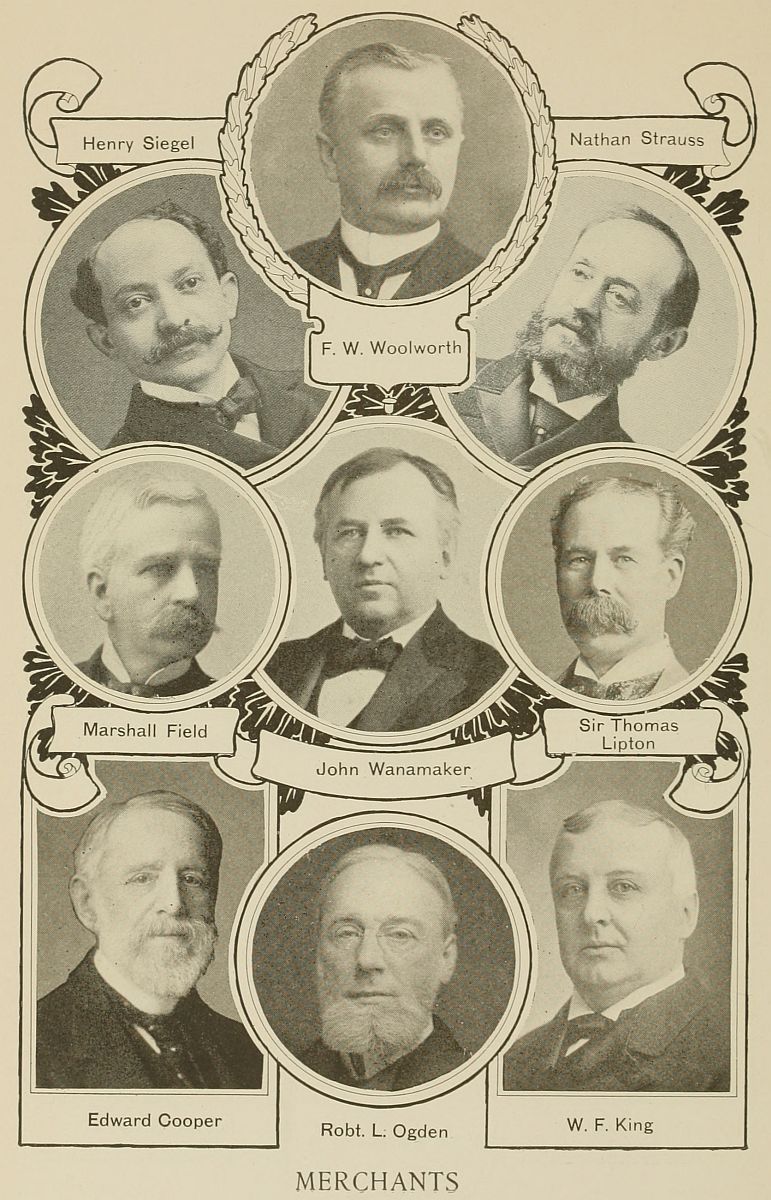 Henry Siegel
Nathan Strauss
F. W. Woolworth
Marshall Field
Sir Thomas
Lipton
John Wanamaker
Edward Cooper
Robt. L. Ogden
W. F. King
MERCHANTS